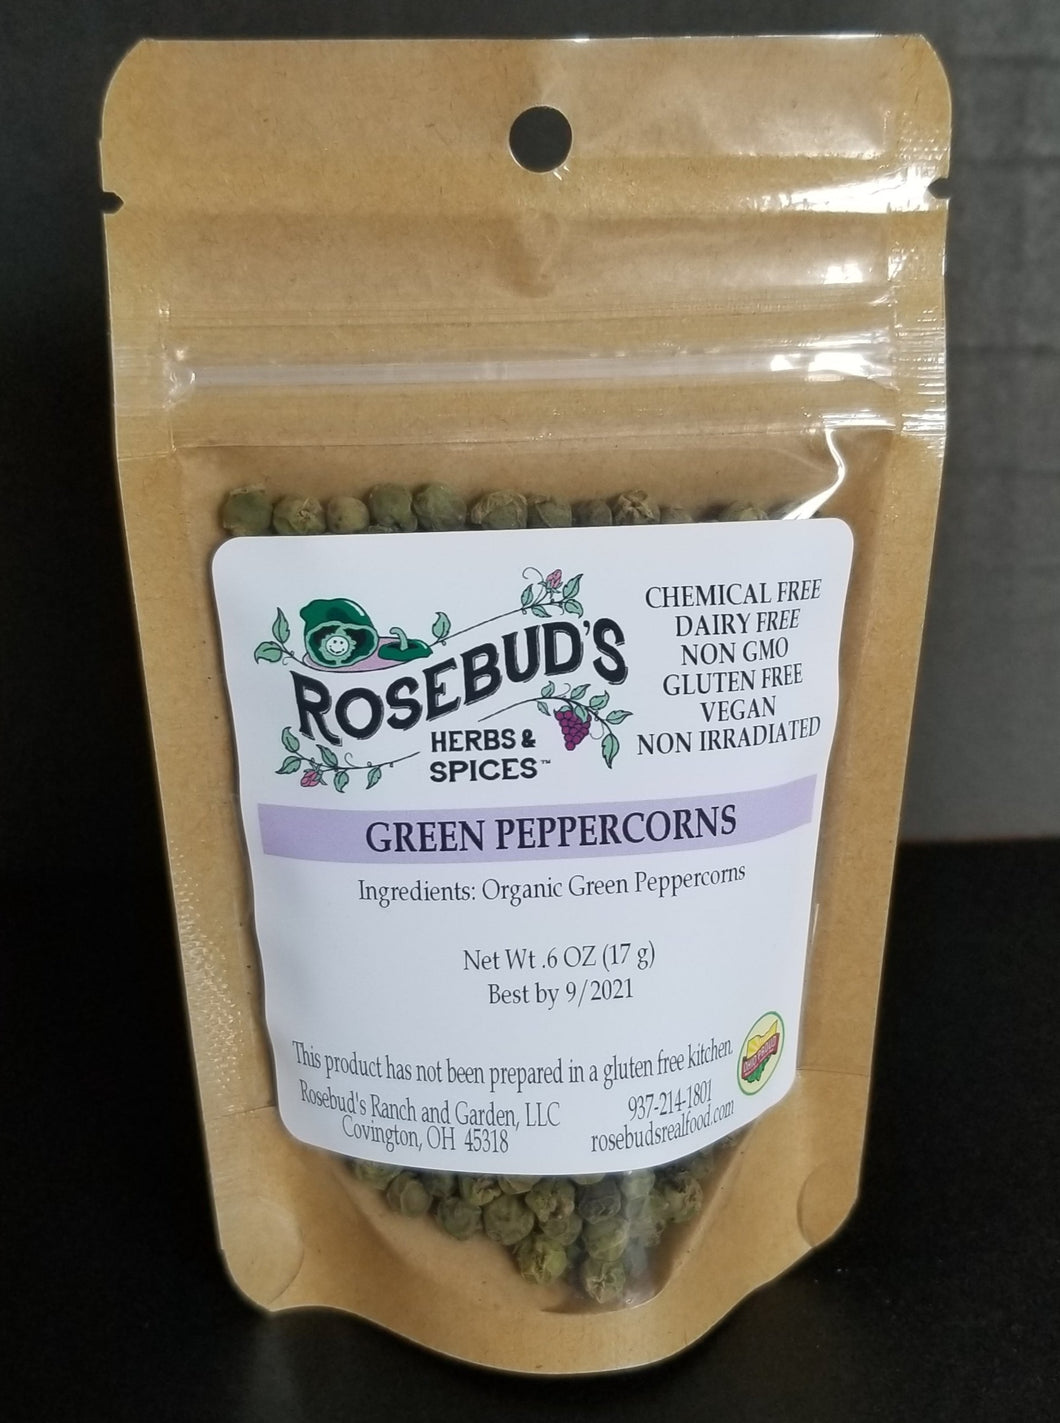 ROSEBUD'S
HERBS &
SPICES™
CHEMICAL FREE
DAIRY FREE
NON GMO
GLUTEN FREE
VEGAN
NON IRRADIATED
GREEN PEPPERCORNS
Ingredients: Organic Green Peppercorns
Net Wt .6 OZ (17 g)
Best by 9/2021
This product has not been prepared in a gluten free kitchen
Rosebud's Ranch and Garden, LLC
Covington, OH 45318
937-214-1801
rosebudsrealfood.com